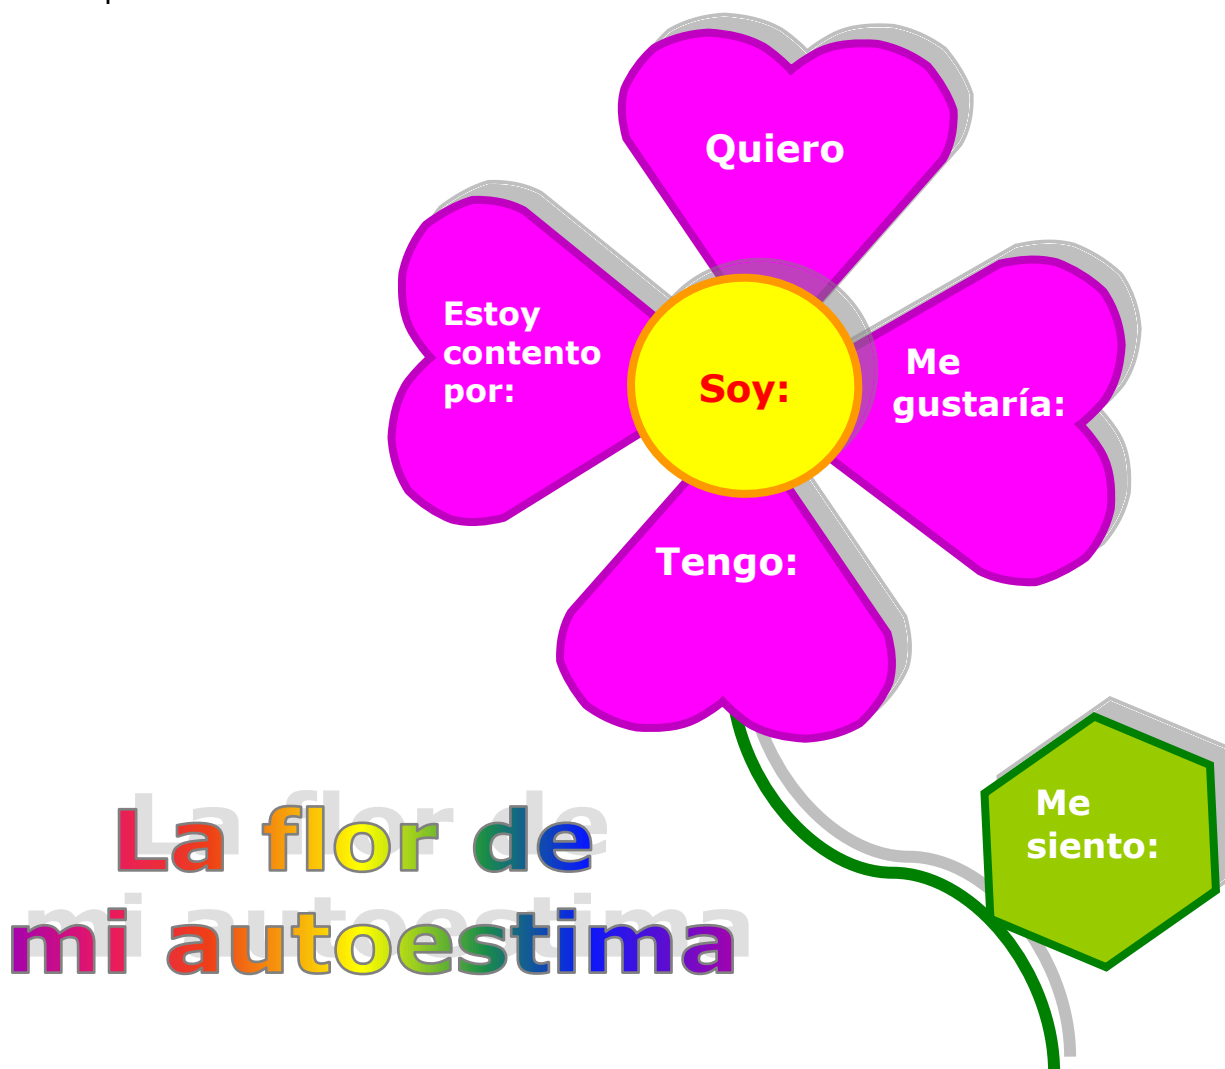 Quiero
Estoy
contento
por:
Soy:
Me
gustaría:
Tengo:
Me
siento:
La flor de
mi autoestima